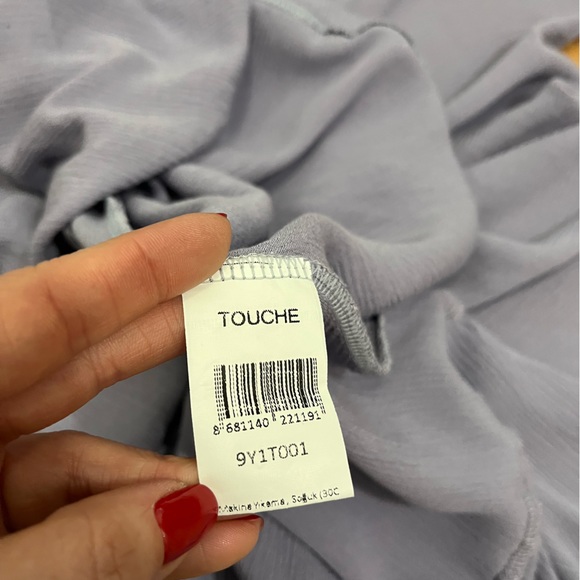 TOUCHE
8 681140 221191
9Y1T001
Makine Yıkama, Soğuk (30C